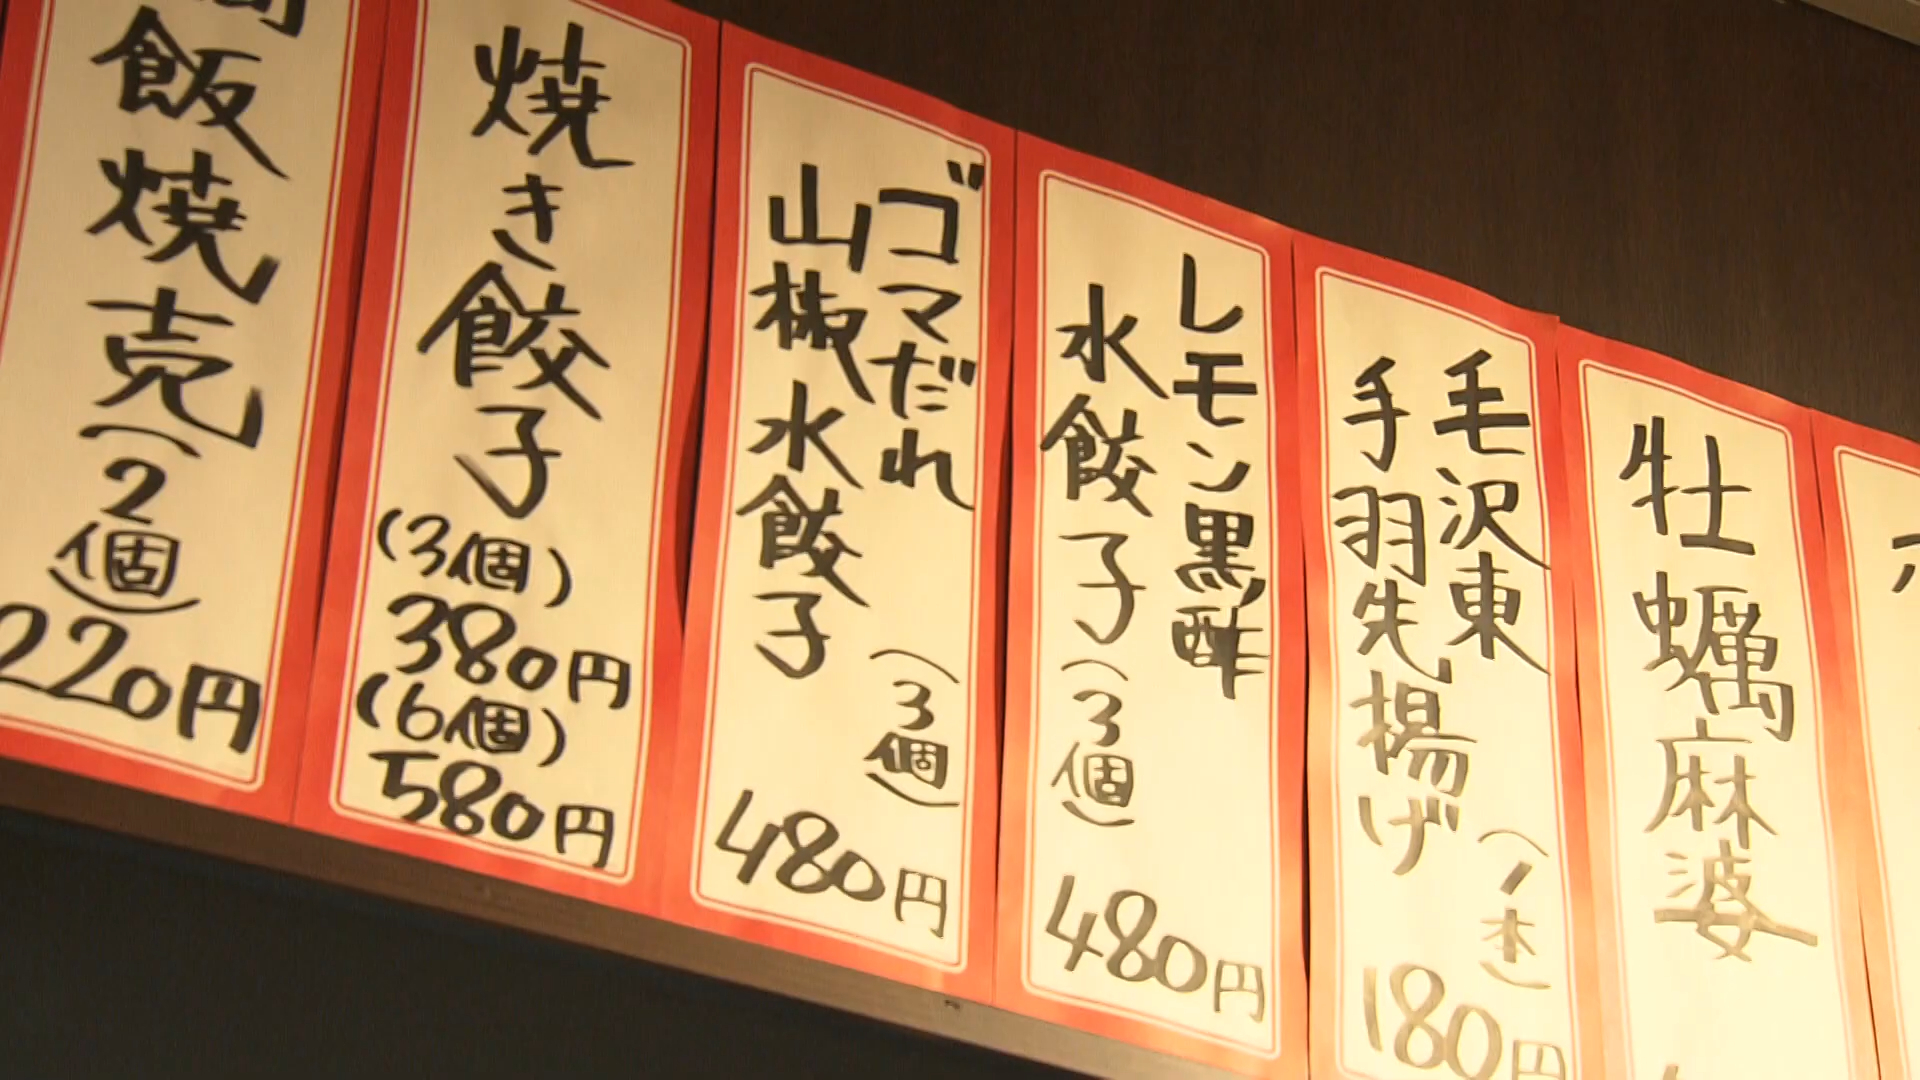 飯焼売(2個)
220円
焼き餃子
(3個)
380円
(6個)
580円
ゴマだれ
山椒水餃子
(3個)
480円
レモン黒酢
水餃子(3個)
480円
毛沢東
手羽先揚げ
(1本)
180円
牡蠣麻婆